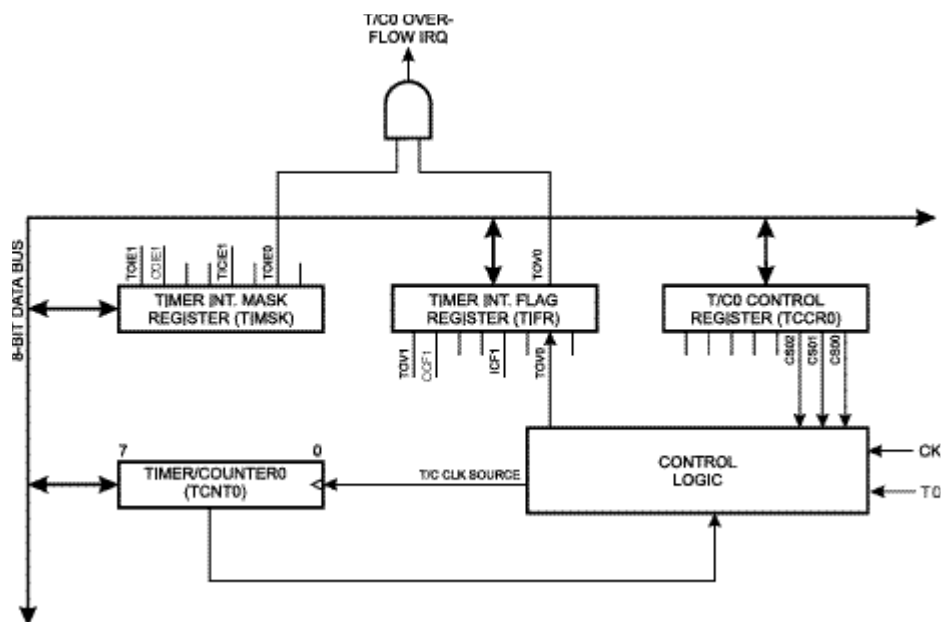 T/C0 OVER-
FLOW IRQ
8-BIT DATA BUS
TOIE1
OCIE1
TICIE1
TOIE0
TOV0
TIMER INT. MASK
REGISTER (TIMSK)
TIMER INT. FLAG
REGISTER (TIFR)
T/C0 CONTROL
REGISTER (TCCR0)
TOV1
OCF1
ICF1
TOV0
CS02
CS01
CS00
7
0
TIMER/COUNTER0
(TCNT0)
T/C CLK SOURCE
CONTROL
LOGIC
CK
T0